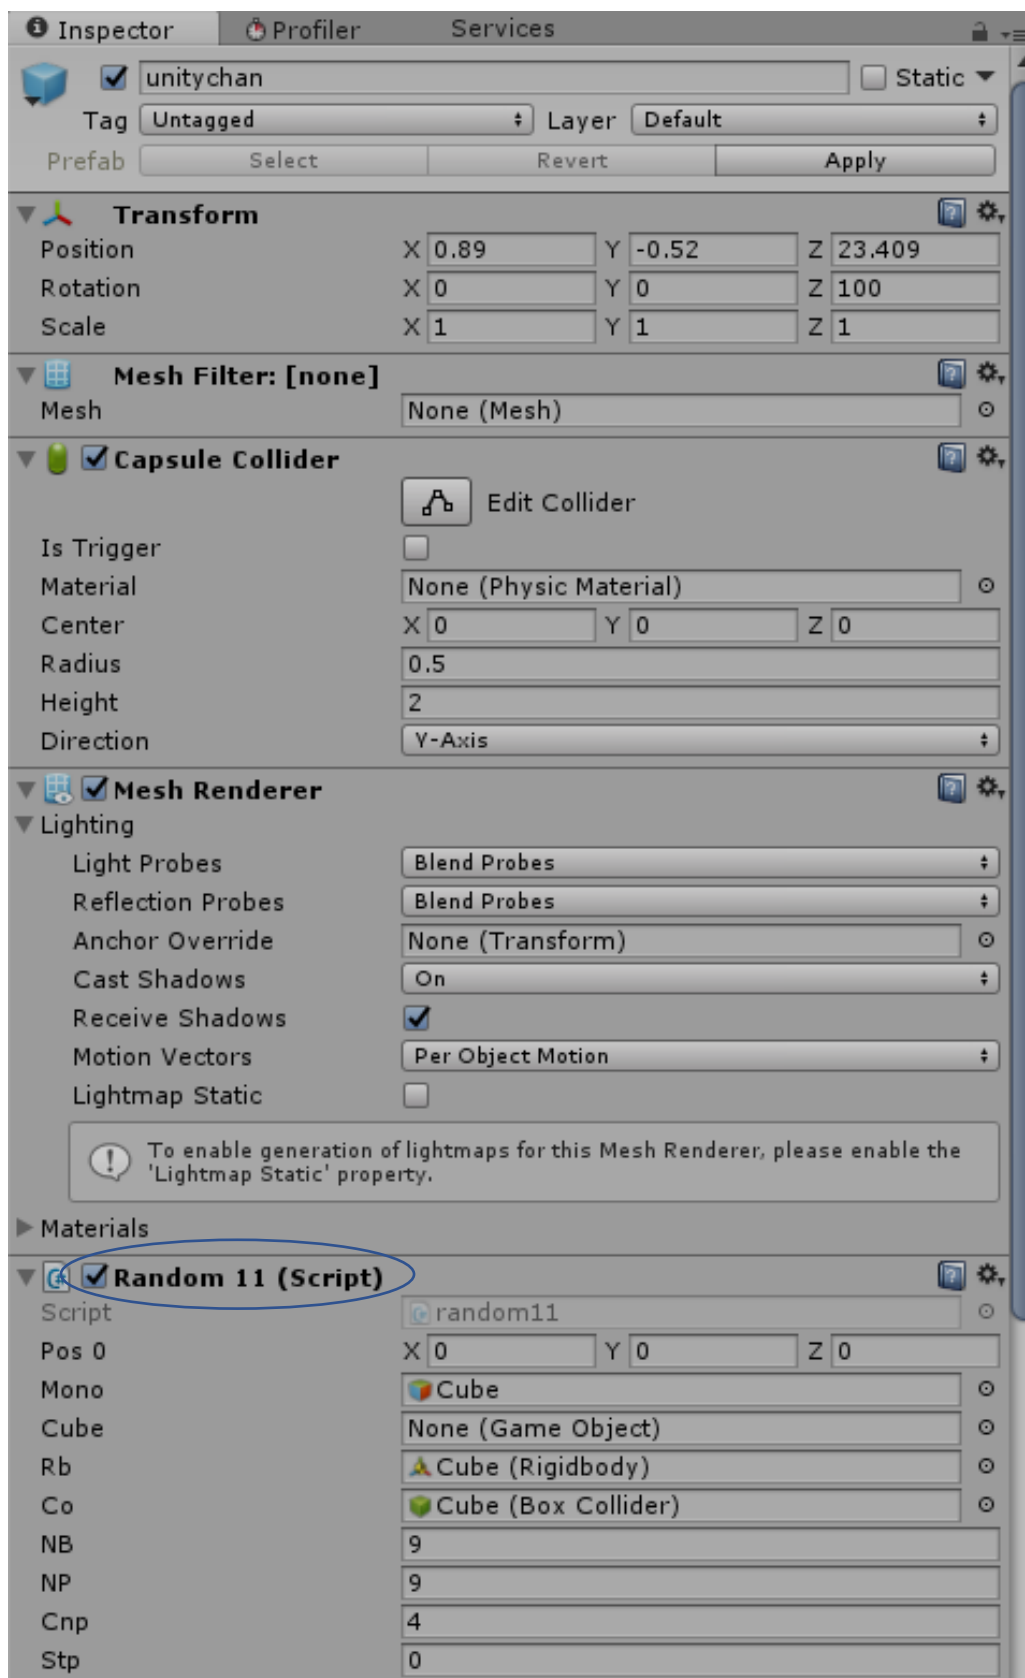 Inspector Profiler Services
unitychan Static
Tag Untagged Layer Default
Prefab Select Revert Apply
Transform
Position X 0.89 Y -0.52 Z 23.409
Rotation X 0 Y 0 Z 100
Scale X 1 Y 1 Z 1
Mesh Filter: [none]
Mesh None (Mesh)
Capsule Collider
Edit Collider
Is Trigger
Material None (Physic Material)
Center X 0 Y 0 Z 0
Radius 0.5
Height 2
Direction Y-Axis
Mesh Renderer
Lighting
Light Probes Blend Probes
Reflection Probes Blend Probes
Anchor Override None (Transform)
Cast Shadows On
Receive Shadows
Motion Vectors Per Object Motion
Lightmap Static
To enable generation of lightmaps for this Mesh Renderer, please enable the
'Lightmap Static' property.
Materials
Random 11 (Script)
Script random11
Pos 0 X 0 Y 0 Z 0
Mono Cube
Cube None (Game Object)
Rb Cube (Rigidbody)
Co Cube (Box Collider)
NB 9
NP 9
Cnp 4
Stp 0